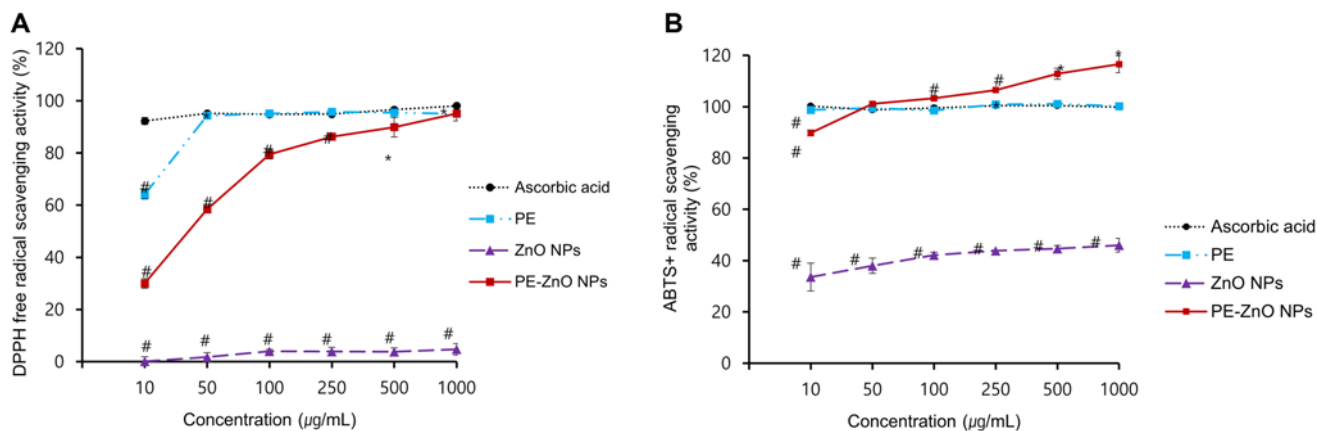 A
DPPH free radical scavenging activity (%)
120
100
80
60
40
20
0
#
#
#
#
*
*
#
#
#
#
#
#
#
10 50 100 250 500 1000
Concentration (µg/mL)
Ascorbic acid
PE
ZnO NPs
PE-ZnO NPs
B
ABTS+ radical scavenging
activity (%)
120
100
80
60
40
20
0
#
#
#
#
*
*
#
#
#
#
#
#
10 50 100 250 500 1000
Concentration (µg/mL)
Ascorbic acid
PE
ZnO NPs
PE-ZnO NPs